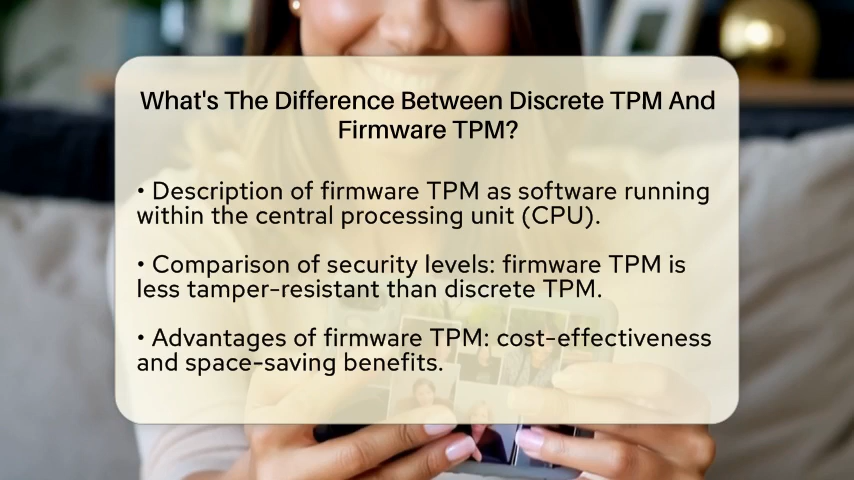 What's The Difference Between Discrete TPM And
Firmware TPM?
• Description of firmware TPM as software running
within the central processing unit (CPU).
• Comparison of security levels: firmware TPM is
less tamper-resistant than discrete TPM.
• Advantages of firmware TPM: cost-effectiveness
and space-saving benefits.